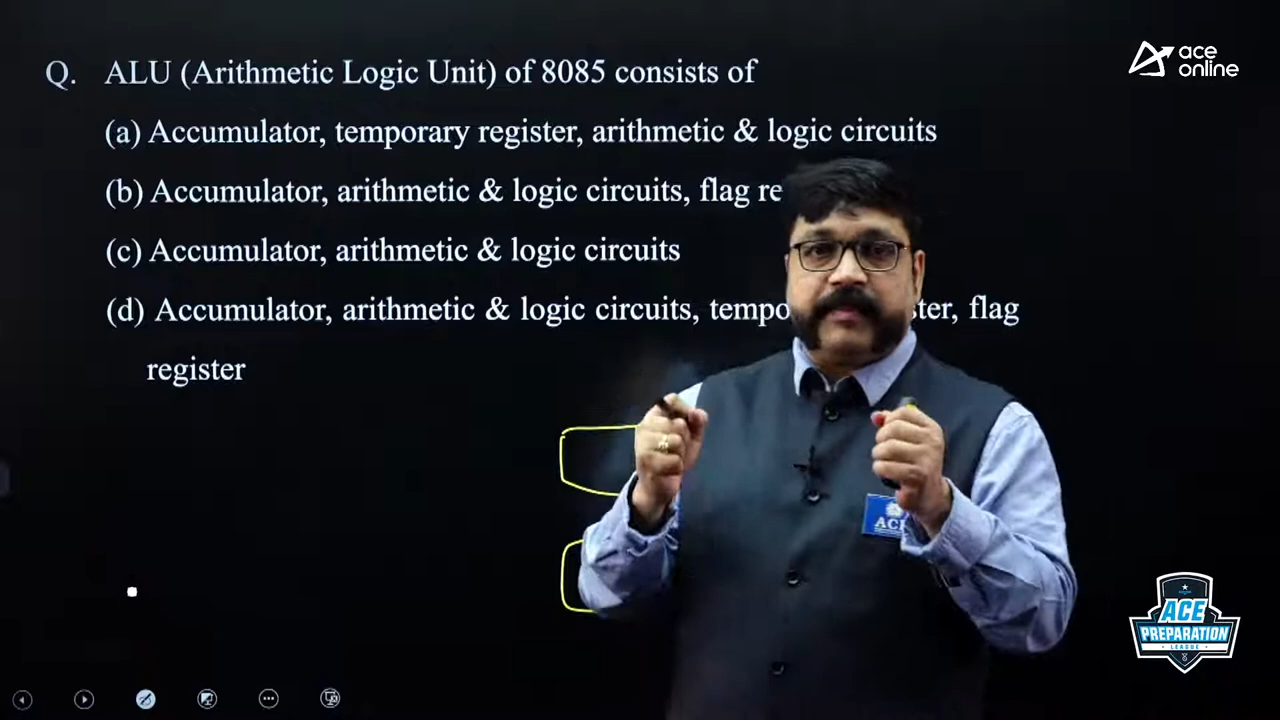 Q. ALU (Arithmetic Logic Unit) of 8085 consists of
(a) Accumulator, temporary register, arithmetic & logic circuits
(b) Accumulator, arithmetic & logic circuits, flag re
(c) Accumulator, arithmetic & logic circuits
(d) Accumulator, arithmetic & logic circuits, tempo ster, flag
register
ace
online
ACE
ACE
PREPARATION
LEAGUE